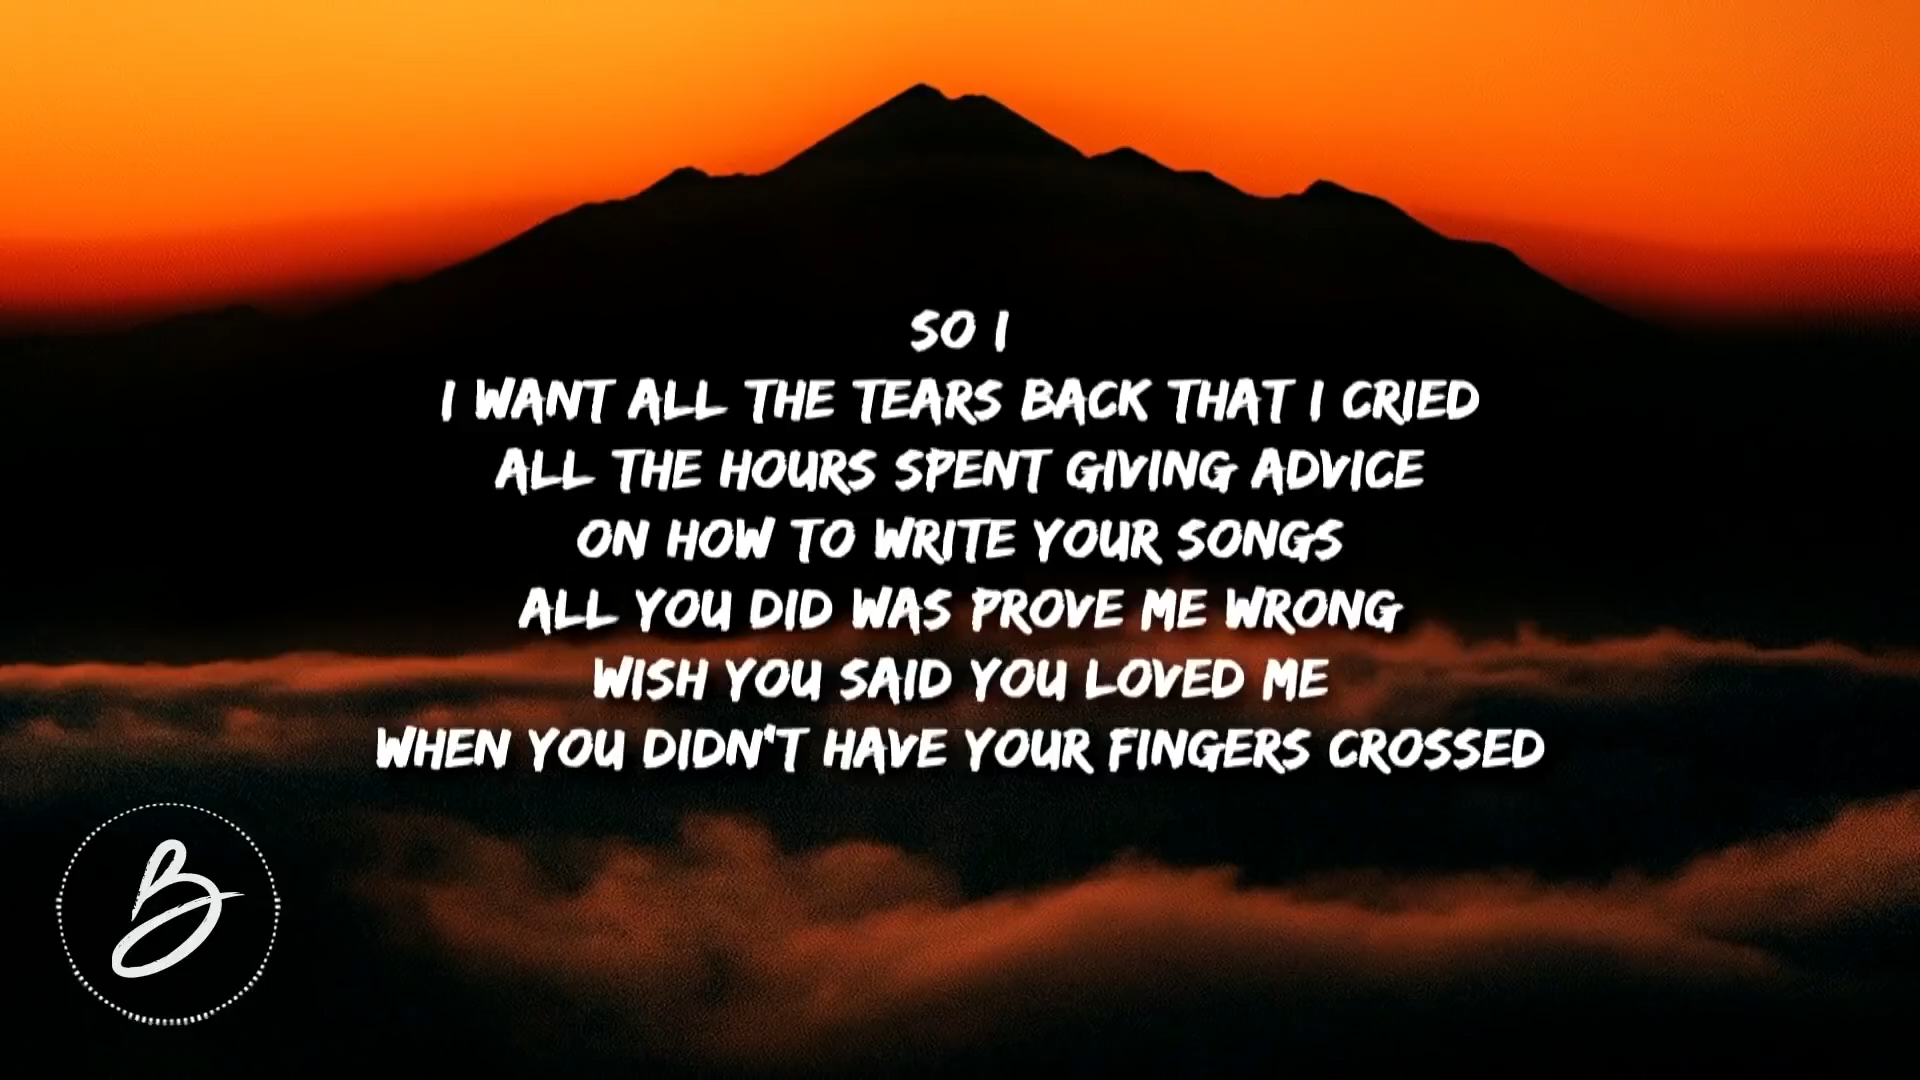 SO I
I WANT ALL THE TEARS BACK THAT I CRIED
ALL THE HOURS SPENT GIVING ADVICE
ON HOW TO WRITE YOUR SONGS
ALL YOU DID WAS PROVE ME WRONG
WISH YOU SAID YOU LOVED ME
WHEN YOU DIDN'T HAVE YOUR FINGERS CROSSED
B